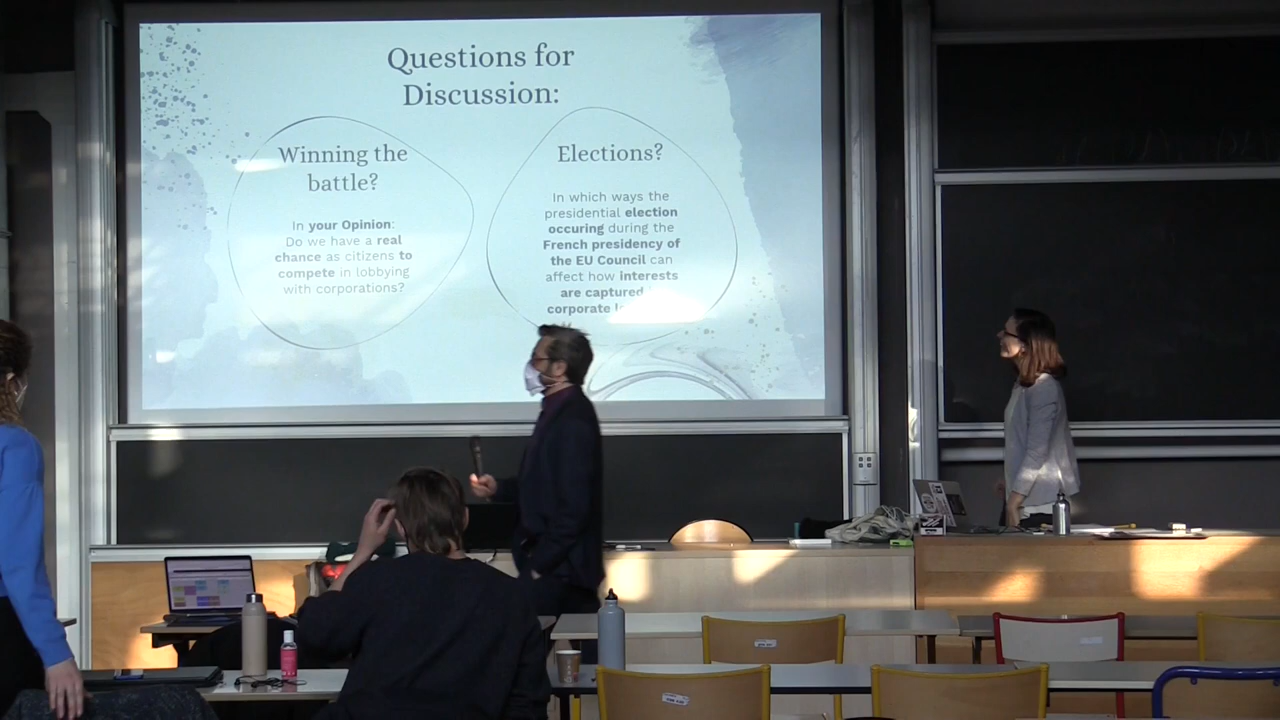 Questions for
Discussion:
Winning the
battle?
In your Opinion:
Do we have a real
chance as citizens to
compete in lobbying
with corporations?
Elections?
In which ways the
presidential election
occuring during the
French presidency of
the EU Council can
affect how interests
are captured
corporate